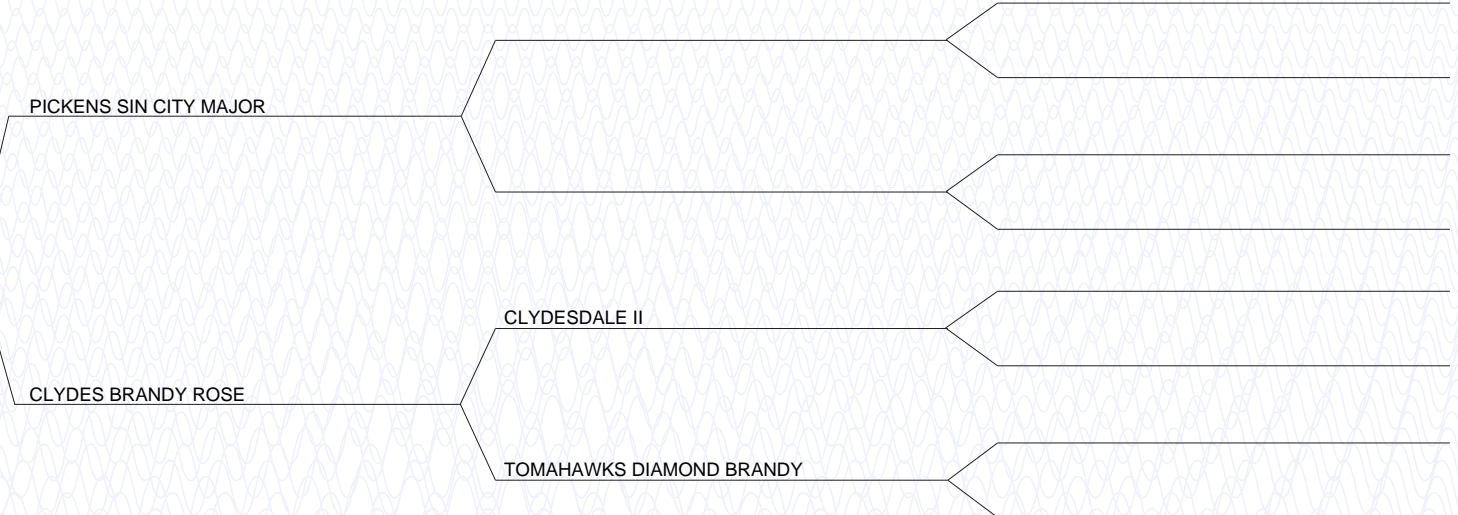 PICKENS SIN CITY MAJOR
CLYDESDALE II
CLYDES BRANDY ROSE
TOMAHAWKS DIAMOND BRANDY